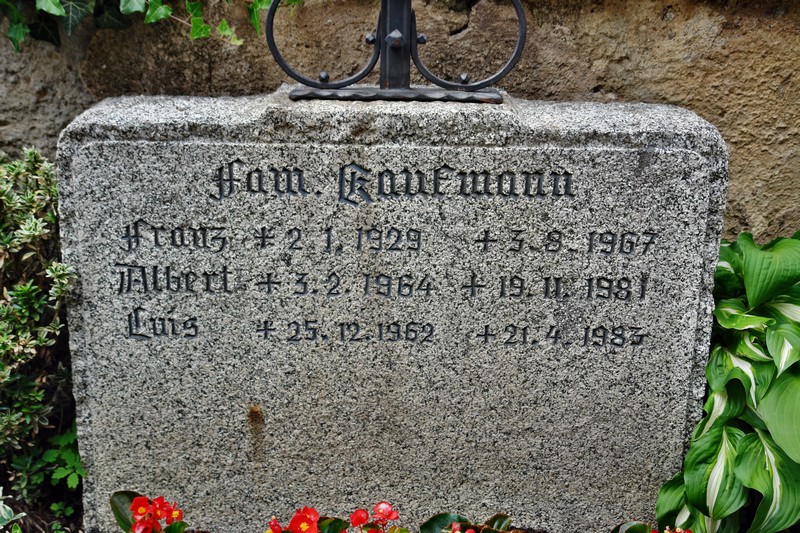 Fam. Kaufmann
Franz * 2. 1. 1929 + 3. 8. 1967
Albert * 3. 2. 1964 + 19. 11. 1981
Luis * 25. 12. 1962 + 21. 4. 1983